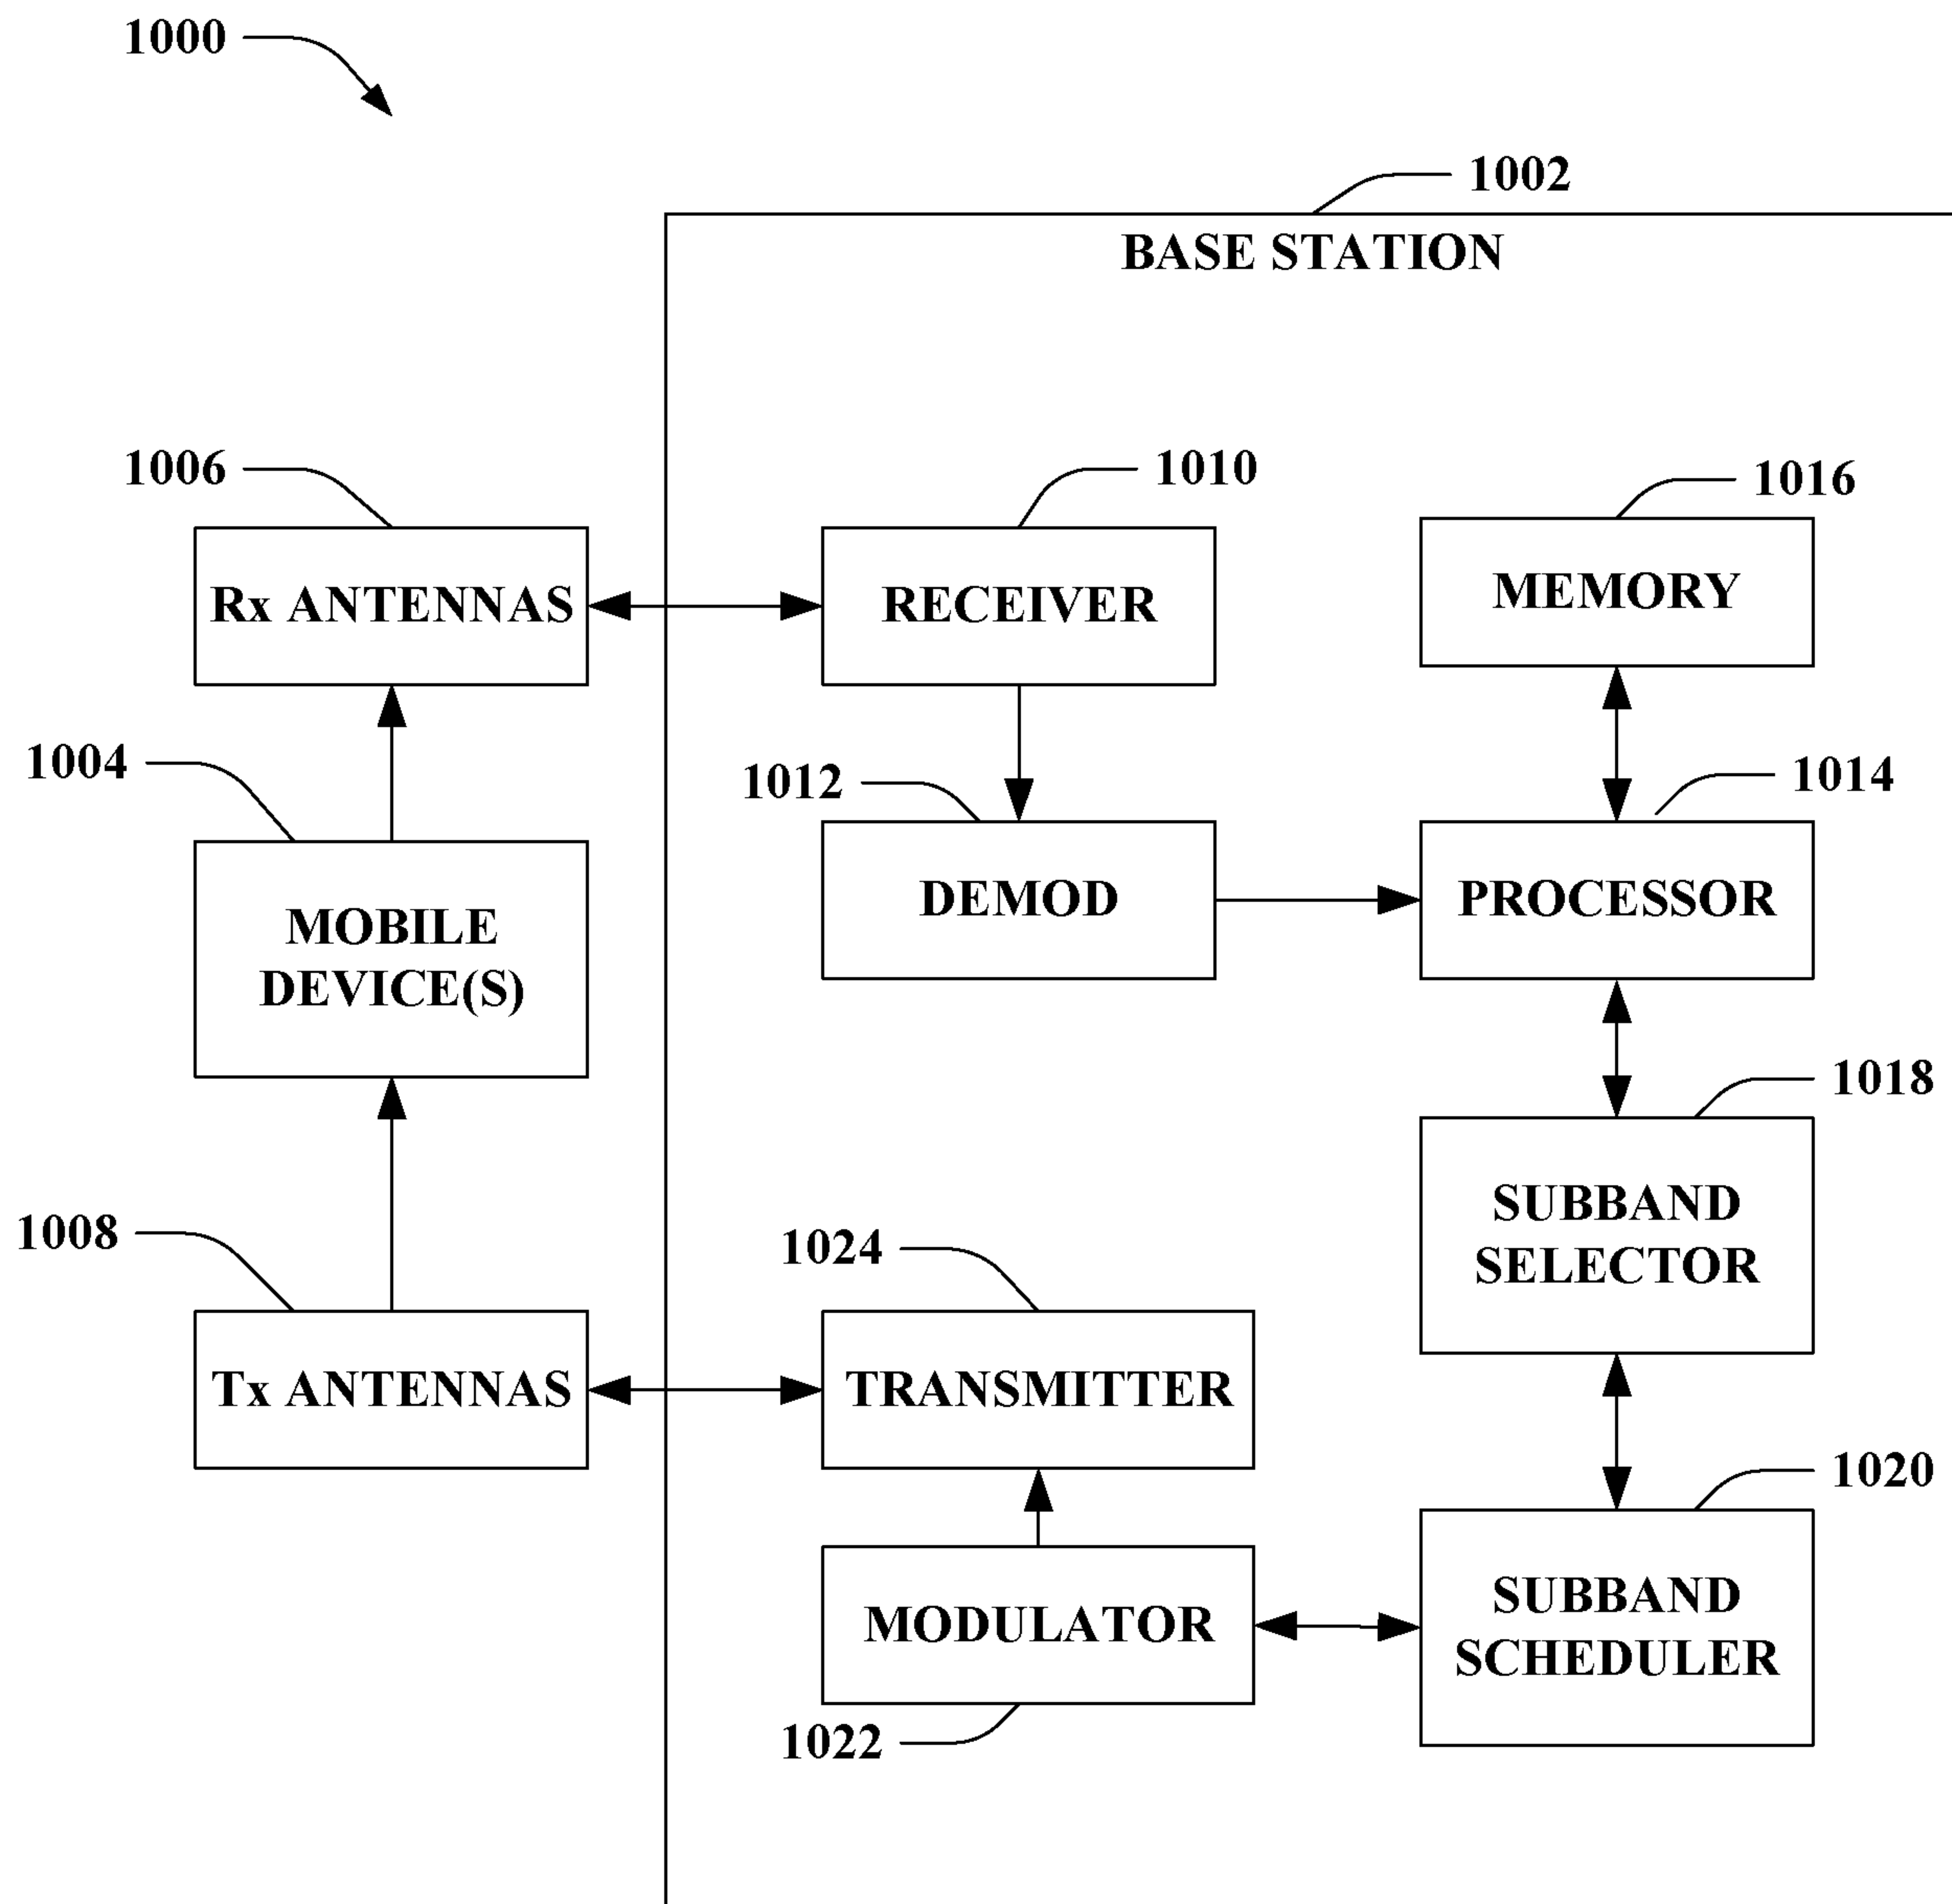 1000
1002
BASE STATION
1006
1010
1016
Rx ANTENNAS
RECEIVER
MEMORY
1004
1012
1014
MOBILE
DEVICE(S)
DEMOD
PROCESSOR
1018
1008
1024
SUBBAND
SELECTOR
Tx ANTENNAS
TRANSMITTER
1020
MODULATOR
SUBBAND
SCHEDULER
1022